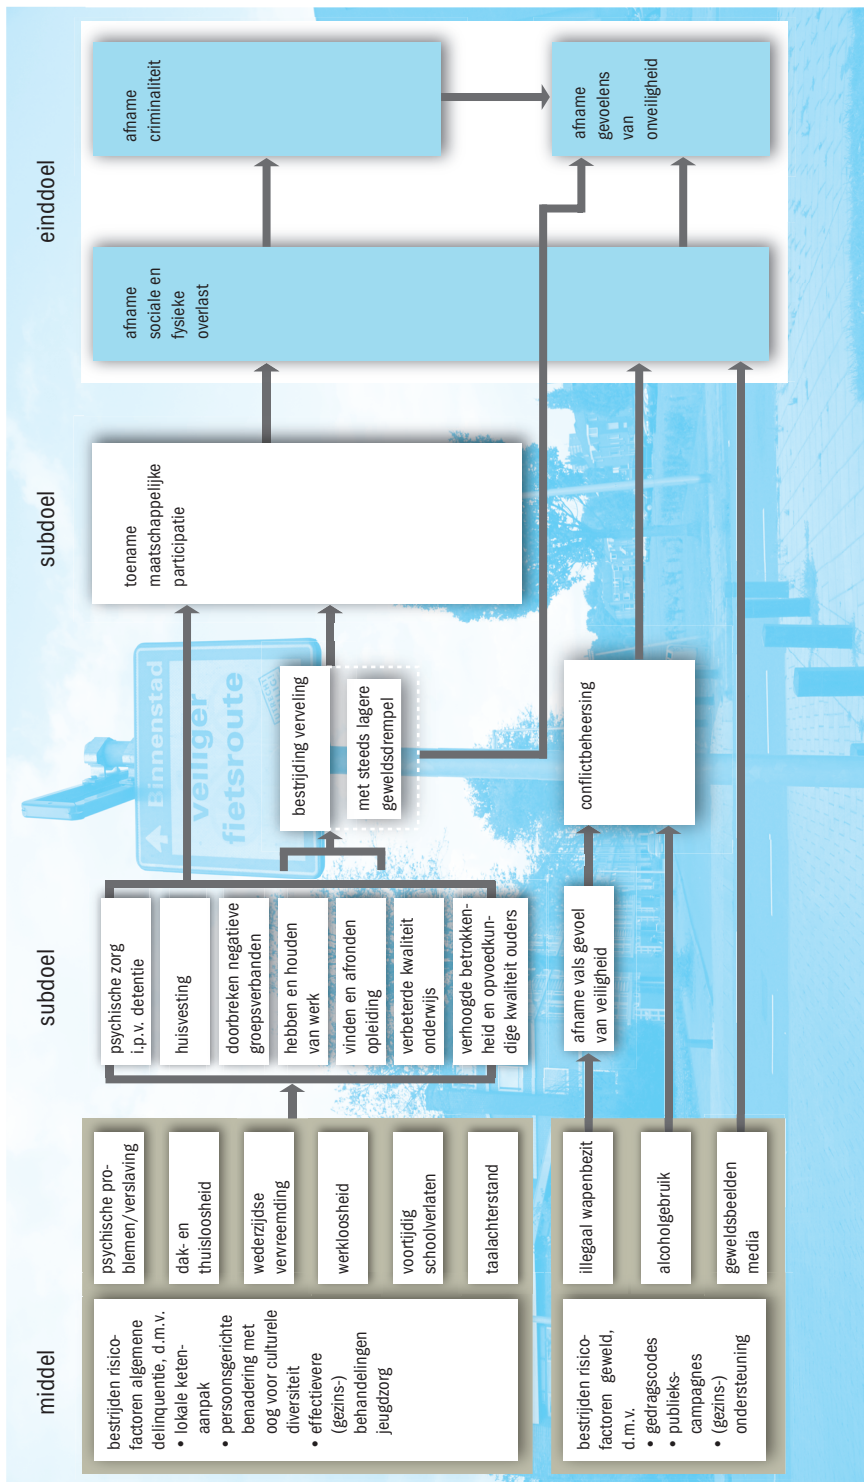 middel
subdoel
subdoel
einddoel
bestrijden risico-
factoren algemene
delinquentie, d.m.v.
• lokale keten-
aanpak
• persoonsgerichte
benadering met
oog voor culturele
diversiteit
• effectievere
(gezins-)
behandelingen
jeugdzorg
psychische pro-
blemen/verslaving
dak- en
thuisloosheid
wederzijdse
vervreemding
werkloosheid
voortijdig
schoolverlaten
taalachterstand
psychische zorg
i.p.v. detentie
huisvesting
doorbreken negatieve
groepsverbanden
hebben en houden
van werk
vinden en afronden
opleiding
verbeterde kwaliteit
onderwijs
verhoogde betrokken-
heid en opvoedkun-
dige kwaliteit ouders
Binnenstad
veiliger
fietsroute
bestrijding verveling
met steeds lagere
geweldsdrempel
toename
maatschappelijke
participatie
afname
sociale en
fysieke
overlast
afname
criminaliteit
afname
gevoelens
van
onveiligheid
bestrijden risico-
factoren geweld,
d.m.v.
• gedragscodes
• publieks-
campagnes
• (gezins-)
ondersteuning
illegaal wapenbezit
alcoholgebruik
geweldsbeelden
media
afname vals gevoel
van veiligheid
conflictbeheersing